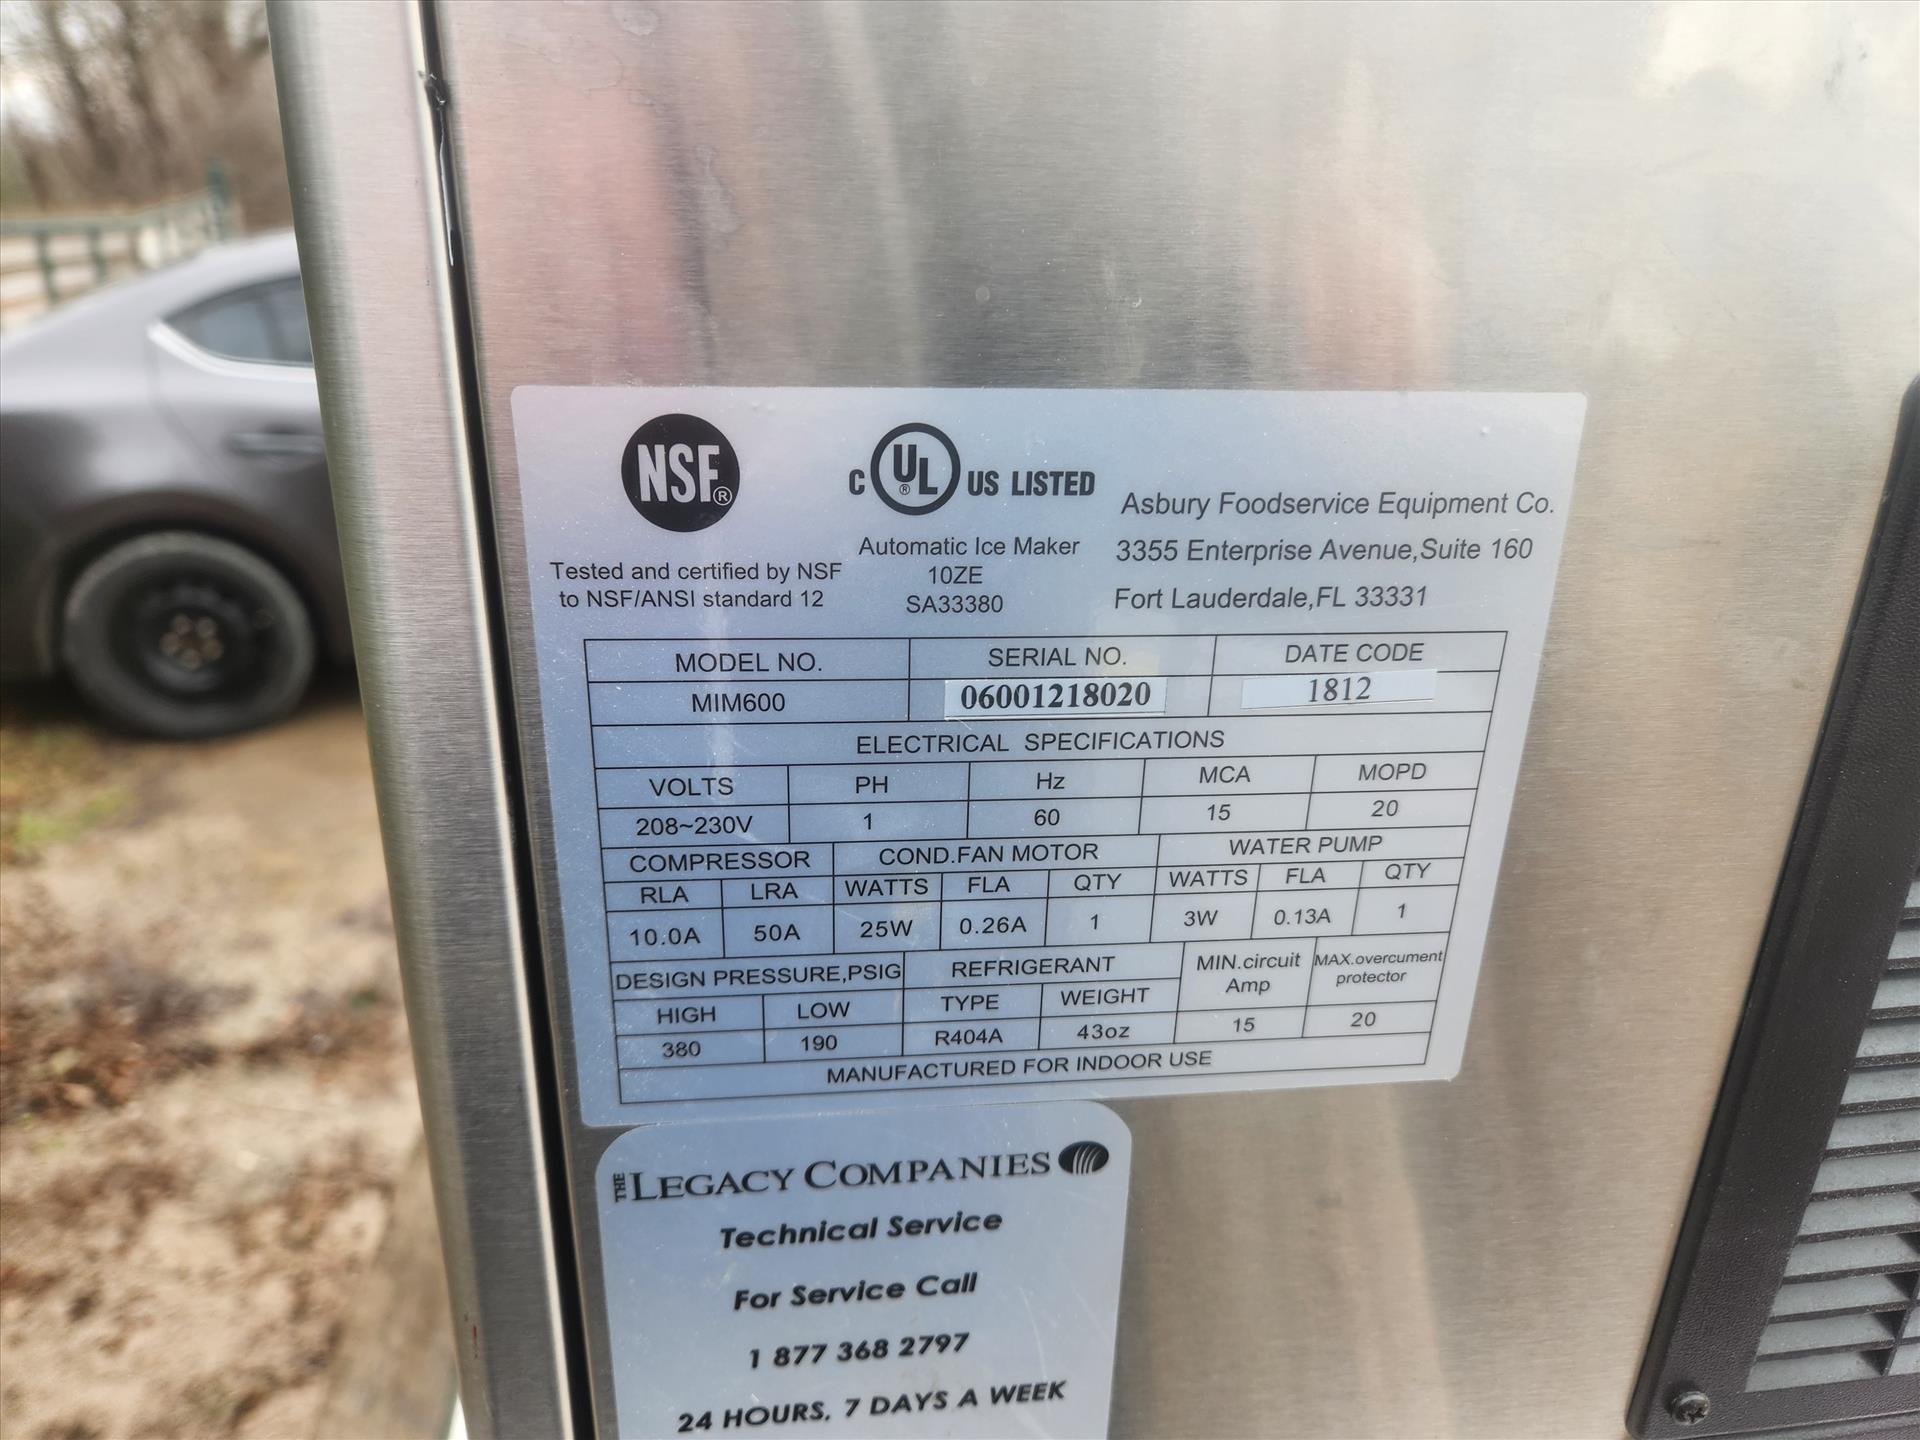 NSF®
Tested and certified by NSF
to NSF/ANSI standard 12
C UL® US LISTED
Automatic Ice Maker
10ZE
SA33380
Asbury Foodservice Equipment Co.
3355 Enterprise Avenue,Suite 160
Fort Lauderdale,FL 33331
MODEL NO. SERIAL NO. DATE CODE
MIM600 06001218020 1812
ELECTRICAL SPECIFICATIONS
VOLTS PH Hz MCA MOPD
208~230V 1 60 15 20
COMPRESSOR COND.FAN MOTOR WATER PUMP
RLA LRA WATTS FLA QTY WATTS FLA QTY
10.0A 50A 25W 0.26A 1 3W 0.13A 1
DESIGN PRESSURE,PSIG REFRIGERANT MIN.circuit Amp MAX.overcument protector
HIGH LOW TYPE WEIGHT
380 190 R404A 43oz 15 20
MANUFACTURED FOR INDOOR USE
THE LEGACY COMPANIES
Technical Service
For Service Call
1 877 368 2797
24 HOURS, 7 DAYS A WEEK